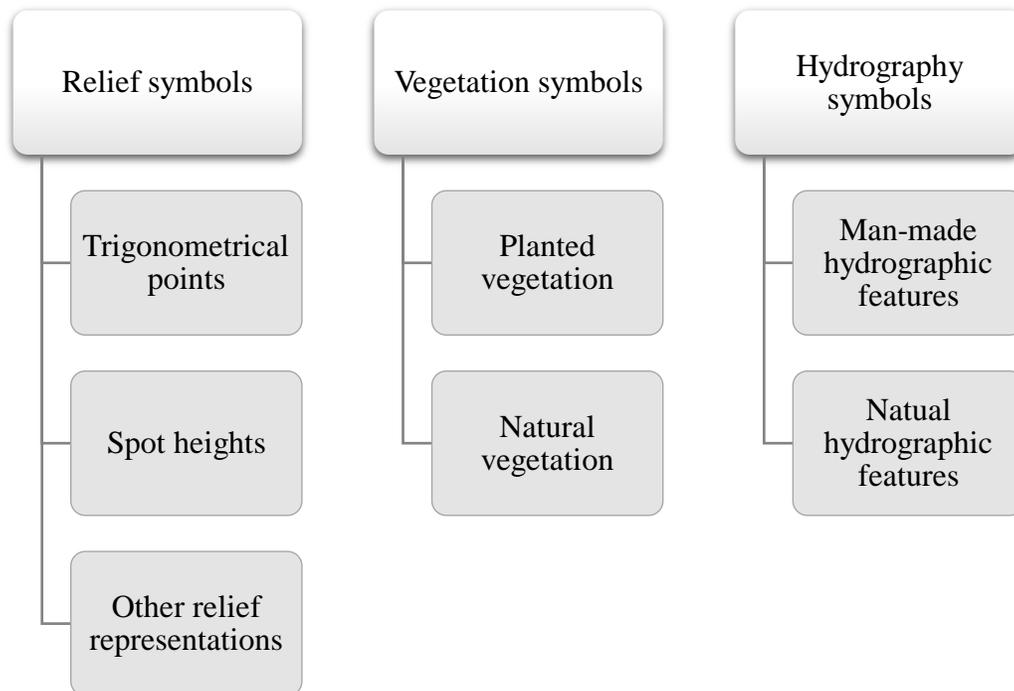 Relief symbols
Trigonometrical
points
Spot heights
Other relief
representations
Vegetation symbols
Planted
vegetation
Natural
vegetation
Hydrography
symbols
Man-made
hydrographic
features
Natual
hydrographic
features